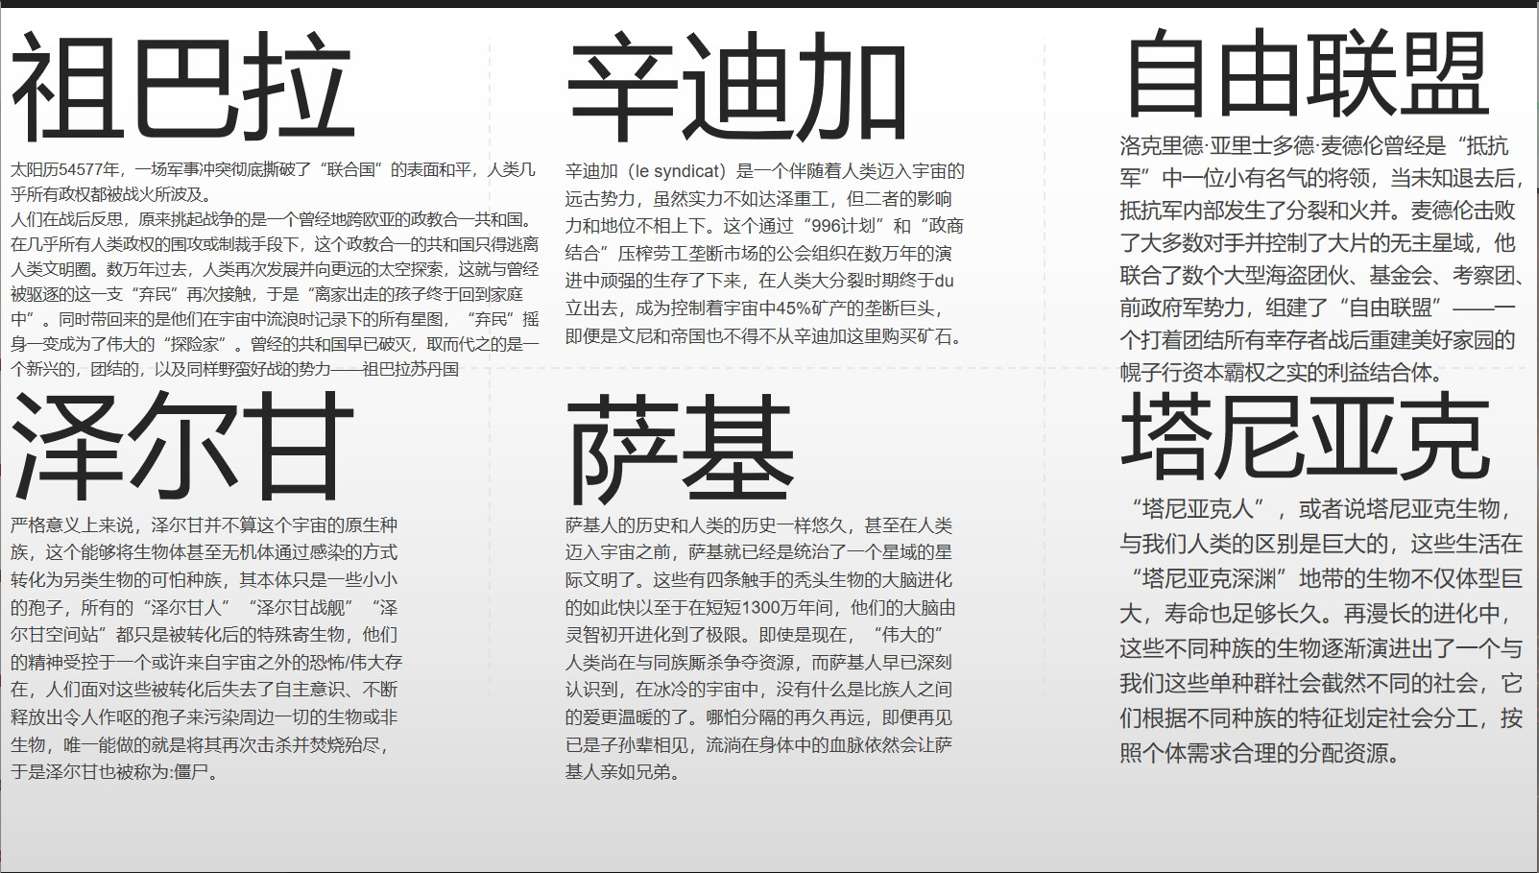 祖巴拉
太阳历54577年，一场军事冲突彻底撕破了“联合国”的表面和平，人类几
乎所有政权都被战火所波及。
人们在战后反思，原来挑起战争的是一个曾经地跨欧亚的政教合一共和国。
在几乎所有人类政权的围攻或制裁手段下，这个政教合一的共和国只得逃离
人类文明圈。数万年过去，人类再次发展并向更远的太空探索，这就与曾经
被驱逐的这一支“弃民”再次接触，于是“离家出走的孩子终于回到家庭
中”。同时带回来的是他们在宇宙中流浪时记录下的所有星图，“弃民”摇
身一变成为了伟大的“探险家”。曾经的共和国早已破灭，取而代之的是一
个新兴的，团结的，以及同样野蛮好战的势力——祖巴拉苏丹国
辛迪加
辛迪加（le syndicat）是一个伴随着人类迈入宇宙的
远古势力，虽然实力不如达泽重工，但二者的影响
力和地位不相上下。这个通过“996计划”和“政商
结合”压榨劳工垄断市场的公会组织在数万年的演
进中顽强的生存了下来，在人类大分裂时期终于du
立出去，成为控制着宇宙中45%矿产的垄断巨头，
即便是文尼和帝国也不得不从辛迪加这里购买矿石。
自由联盟
洛克里德·亚里士多德·麦德伦曾经是“抵抗
军”中一位小有名气的将领，当未知退去后，
抵抗军内部发生了分裂和火并。麦德伦击败
了大多数对手并控制了大片的无主星域，他
联合了数个大型海盗团伙、基金会、考察团、
前政府军势力，组建了“自由联盟”——一
个打着团结所有幸存者战后重建美好家园的
幌子行资本霸权之实的利益结合体。
泽尔甘
严格意义上来说，泽尔甘并不算这个宇宙的原生种
族，这个能够将生物体甚至无机体通过感染的方式
转化为另类生物的可怕种族，其本体只是一些小小
的孢子，所有的“泽尔甘人”“泽尔甘战舰”“泽
尔甘空间站”都只是被转化后的特殊寄生物，他们
的精神受控于一个或许来自宇宙之外的恐怖/伟大存
在，人们面对这些被转化后失去了自主意识、不断
释放出令人作呕的孢子来污染周边一切的生物或非
生物，唯一能做的就是将其再次击杀并焚烧殆尽，
于是泽尔甘也被称为:僵尸。
萨基
萨基人的历史和人类的历史一样悠久，甚至在人类
迈入宇宙之前，萨基就已经是统治了一个星域的星
际文明了。这些有四条触手的秃头生物的大脑进化
的如此快以至于在短短1300万年间，他们的大脑由
灵智初开进化到了极限。即使是现在，“伟大的”
人类尚在与同族厮杀争夺资源，而萨基人早已深刻
认识到，在冰冷的宇宙中，没有什么是比族人之间
的爱更温暖的了。哪怕分隔的再久再远，即便再见
已是子孙辈相见，流淌在身体中的血脉依然会让萨
基人亲如兄弟。
塔尼亚克
“塔尼亚克人”，或者说塔尼亚克生物，
与我们人类的区别是巨大的，这些生活在
“塔尼亚克深渊”地带的生物不仅体型巨
大，寿命也足够长久。再漫长的进化中，
这些不同种族的生物逐渐演进出了一个与
我们这些单种群社会截然不同的社会，它
们根据不同种族的特征划定社会分工，按
照个体需求合理的分配资源。